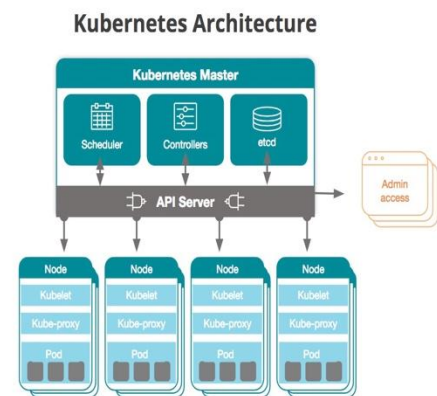 Kubernetes Architecture
Kubernetes Master
Scheduler
Controllers
etcd
API Server
Admin
access
Node
Node
Node
Node
Kubelet
Kubelet
Kubelet
Kubelet
Kube-proxy
Kube-proxy
Kube-proxy
Kube-proxy
Pod
Pod
Pod
Pod